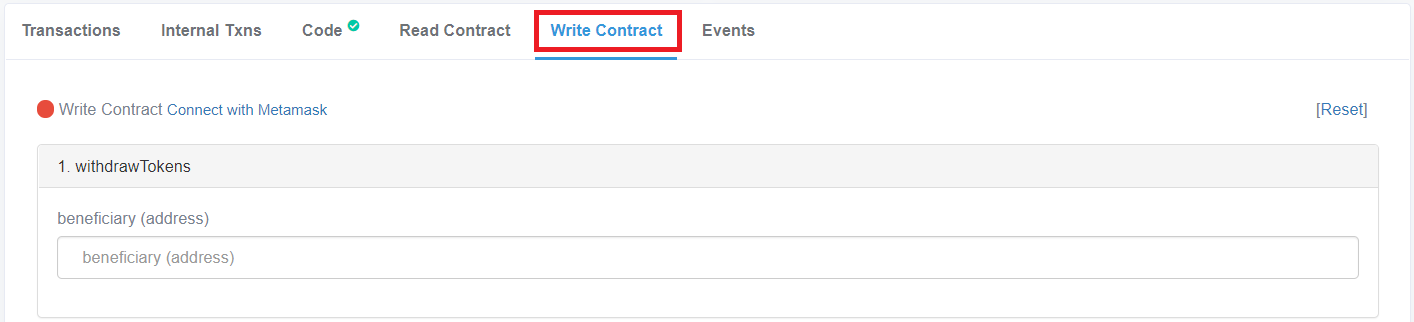 Transactions Internal Txns Code Read Contract Write Contract Events
Write Contract Connect with Metamask [Reset]
1. withdrawTokens
beneficiary (address)
beneficiary (address)